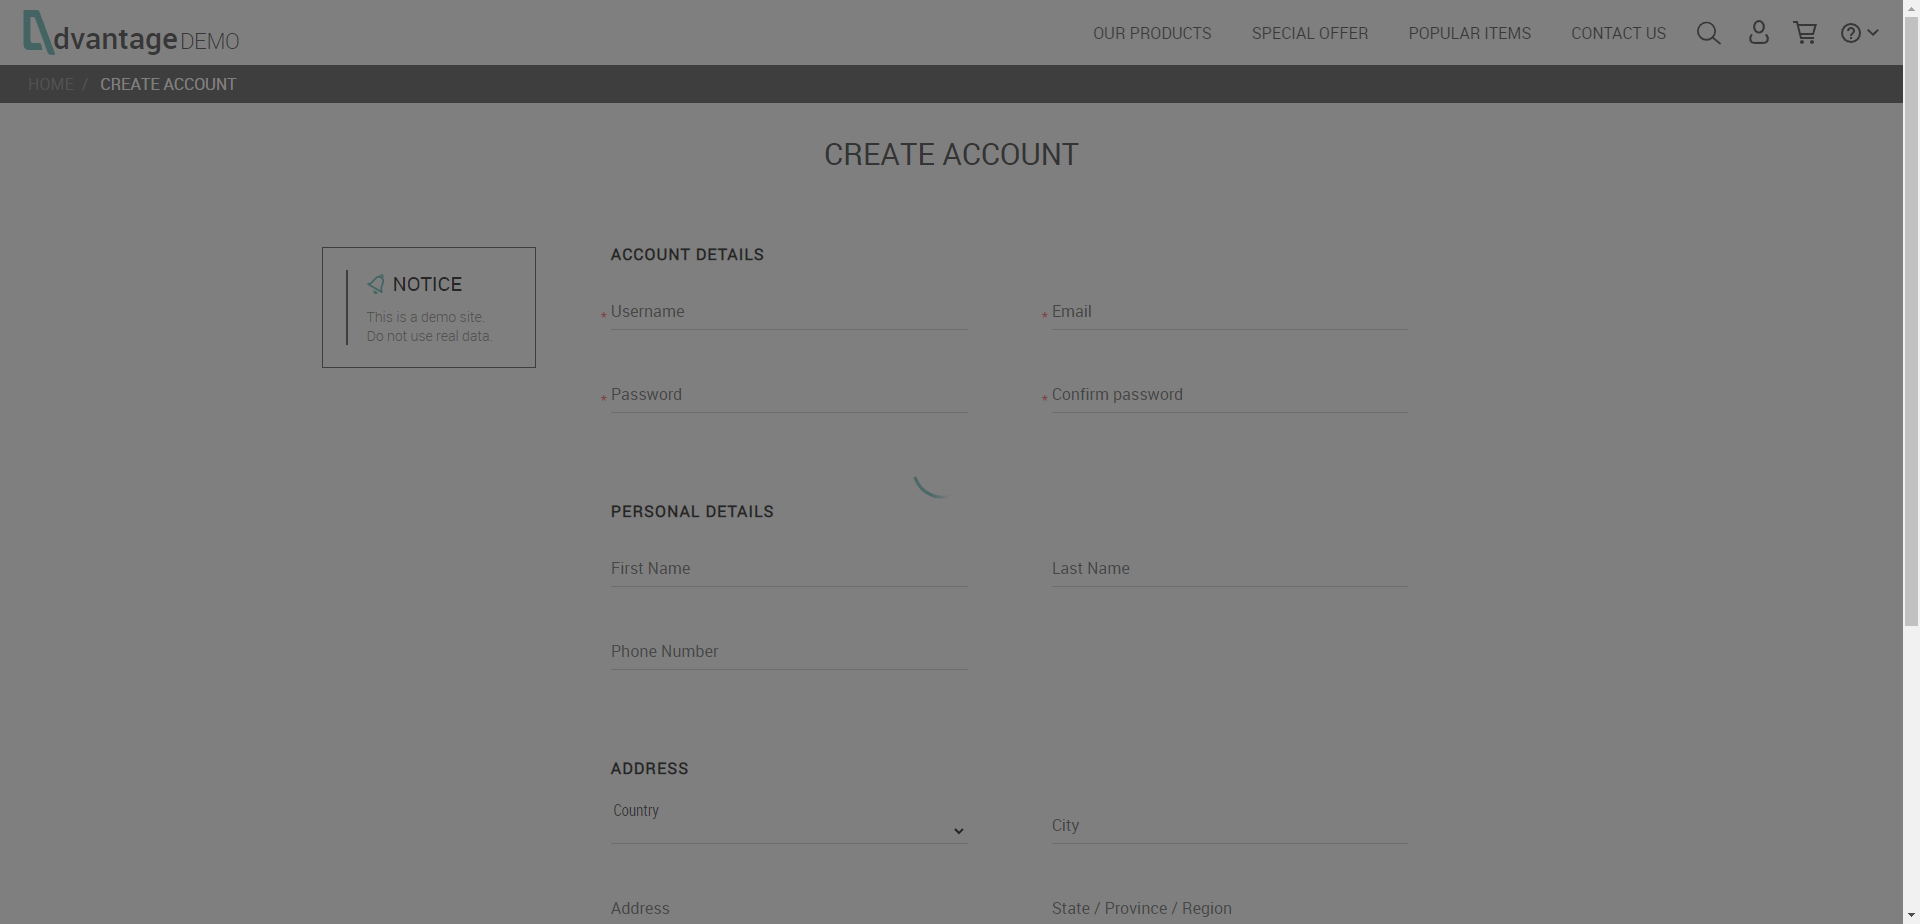 dvantage DEMO
OUR PRODUCTS
SPECIAL OFFER
POPULAR ITEMS
CONTACT US
HOME / CREATE ACCOUNT
CREATE ACCOUNT
NOTICE
This is a demo site.
Do not use real data.
ACCOUNT DETAILS
* Username
* Email
* Password
* Confirm password
PERSONAL DETAILS
First Name
Last Name
Phone Number
ADDRESS
Country
City
Address
State / Province / Region